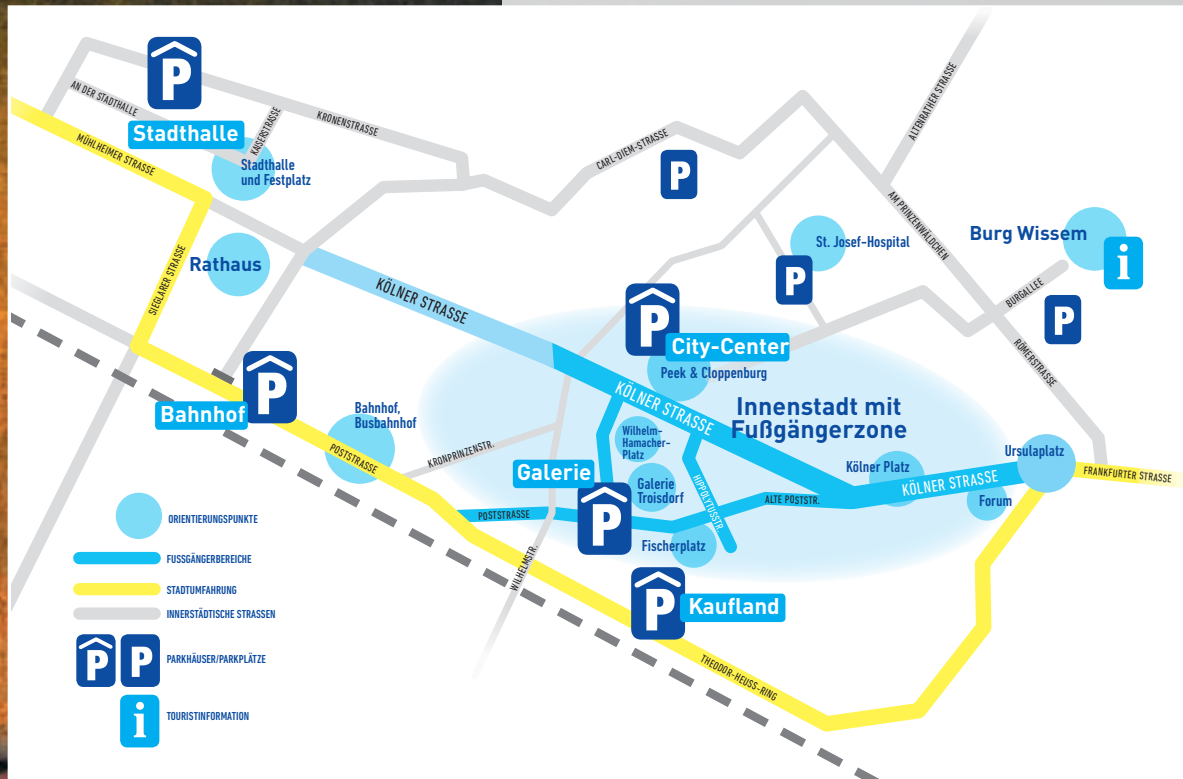 P
AN DER STADTHALLE
Stadthalle
KAISERSTRASSE
KRONENSTRASSE
MÜHLHEIMER STRASSE
Stadthalle
und Festplatz
CARL-DIEM-STRASSE
P
ALTENRATHER STRASSE
AM PRINZENWÄLDCHEN
St. Josef-Hospital
P
Burg Wissem
i
BURGALLEE
P
RÖMERSTRASSE
Rathaus
SIEGLARER STRASSE
KÖLNER STRASSE
P
City-Center
Peek & Cloppenburg
P
Bahnhof
Bahnhof,
Busbahnhof
POSTSTRASSE
KRONPRINZENSTR.
KÖLNER STRASSE
Innenstadt mit
Fußgängerzone
Wilhelm-
Hamacher-
Platz
Galerie
Galerie
Troisdorf
P
HIPPOLYTUSSTR.
Kölner Platz
Ursulaplatz
KÖLNER STRASSE
FRANKFURTER STRASSE
Forum
ALTE POSTSTR.
POSTSTRASSE
Fischerplatz
WILHELMSTR.
P
Kaufland
THEODOR-HEUSS-RING
ORIENTIERUNGSPUNKTE
FUSSGÄNGERBEREICHE
STADTUMFAHRUNG
INNERSTÄDTISCHE STRASSEN
P P PARKHÄUSER/PARKPLÄTZE
i TOURISTINFORMATION